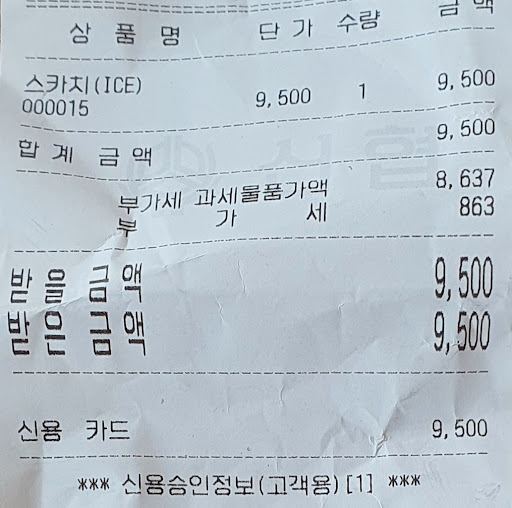 상 품 명 단 가 수량 금 액
스카치(ICE)
000015 9,500 1 9,500
합 계 금 액 9,500
부가세 과세물품가액 8,637
부 가 세 863
받 을 금 액 9,500
받 은 금 액 9,500
신용 카드 9,500
*** 신용승인정보(고객용)[1] ***